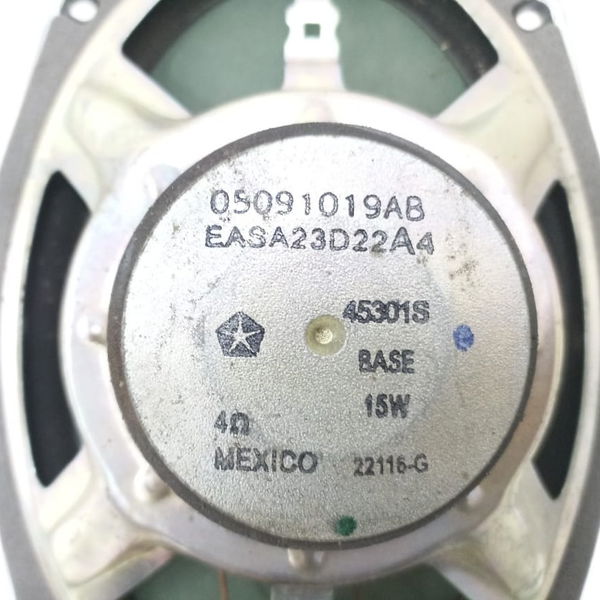 05091019AB
EASA23D22A4
45301S
BASE
15W
4Ω
MEXICO 22116-G